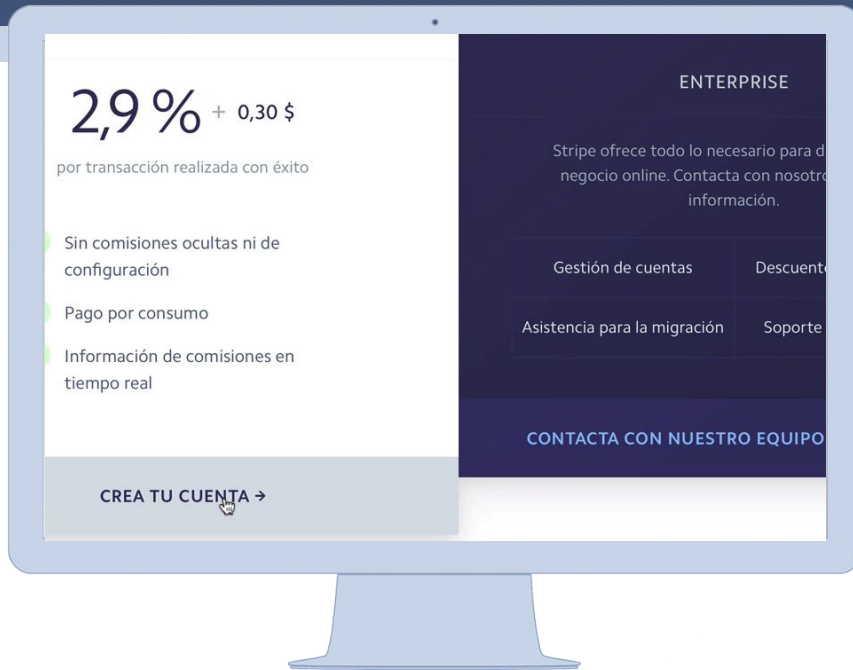 2,9 % + 0,30 $
por transacción realizada con éxito
Sin comisiones ocultas ni de
configuración
Pago por consumo
Información de comisiones en
tiempo real
CREA TU CUENTA →
ENTERPRISE
Stripe ofrece todo lo necesario para d
negocio online. Contacta con nosotro
información.
Gestión de cuentas
Descuent
Asistencia para la migración
Soporte
CONTACTA CON NUESTRO EQUIPO